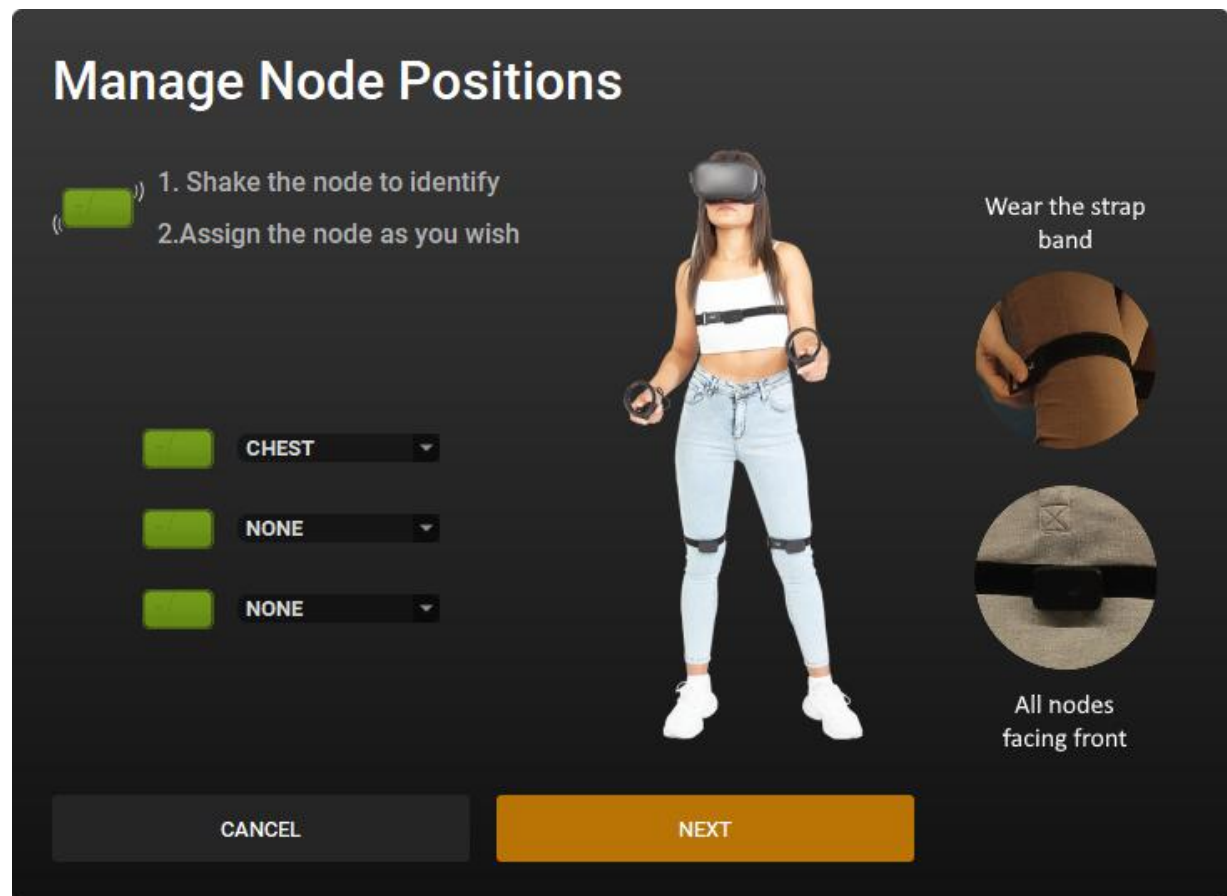 Manage Node Positions
1. Shake the node to identify
2.Assign the node as you wish
Wear the strap
band
CHEST
NONE
NONE
All nodes
facing front
CANCEL
NEXT